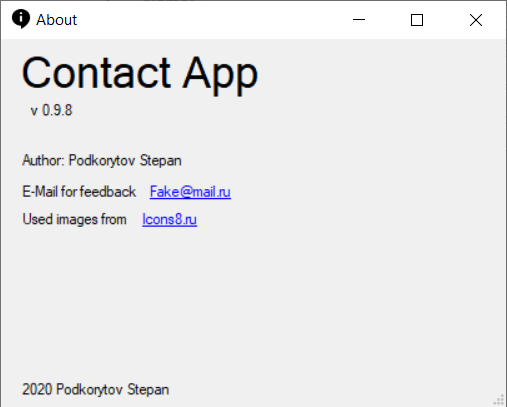 About
Contact App
v 0.9.8
Author: Podkorytov Stepan
E-Mail for feedback Fake@mail.ru
Used images from Icons8.ru
2020 Podkorytov Stepan